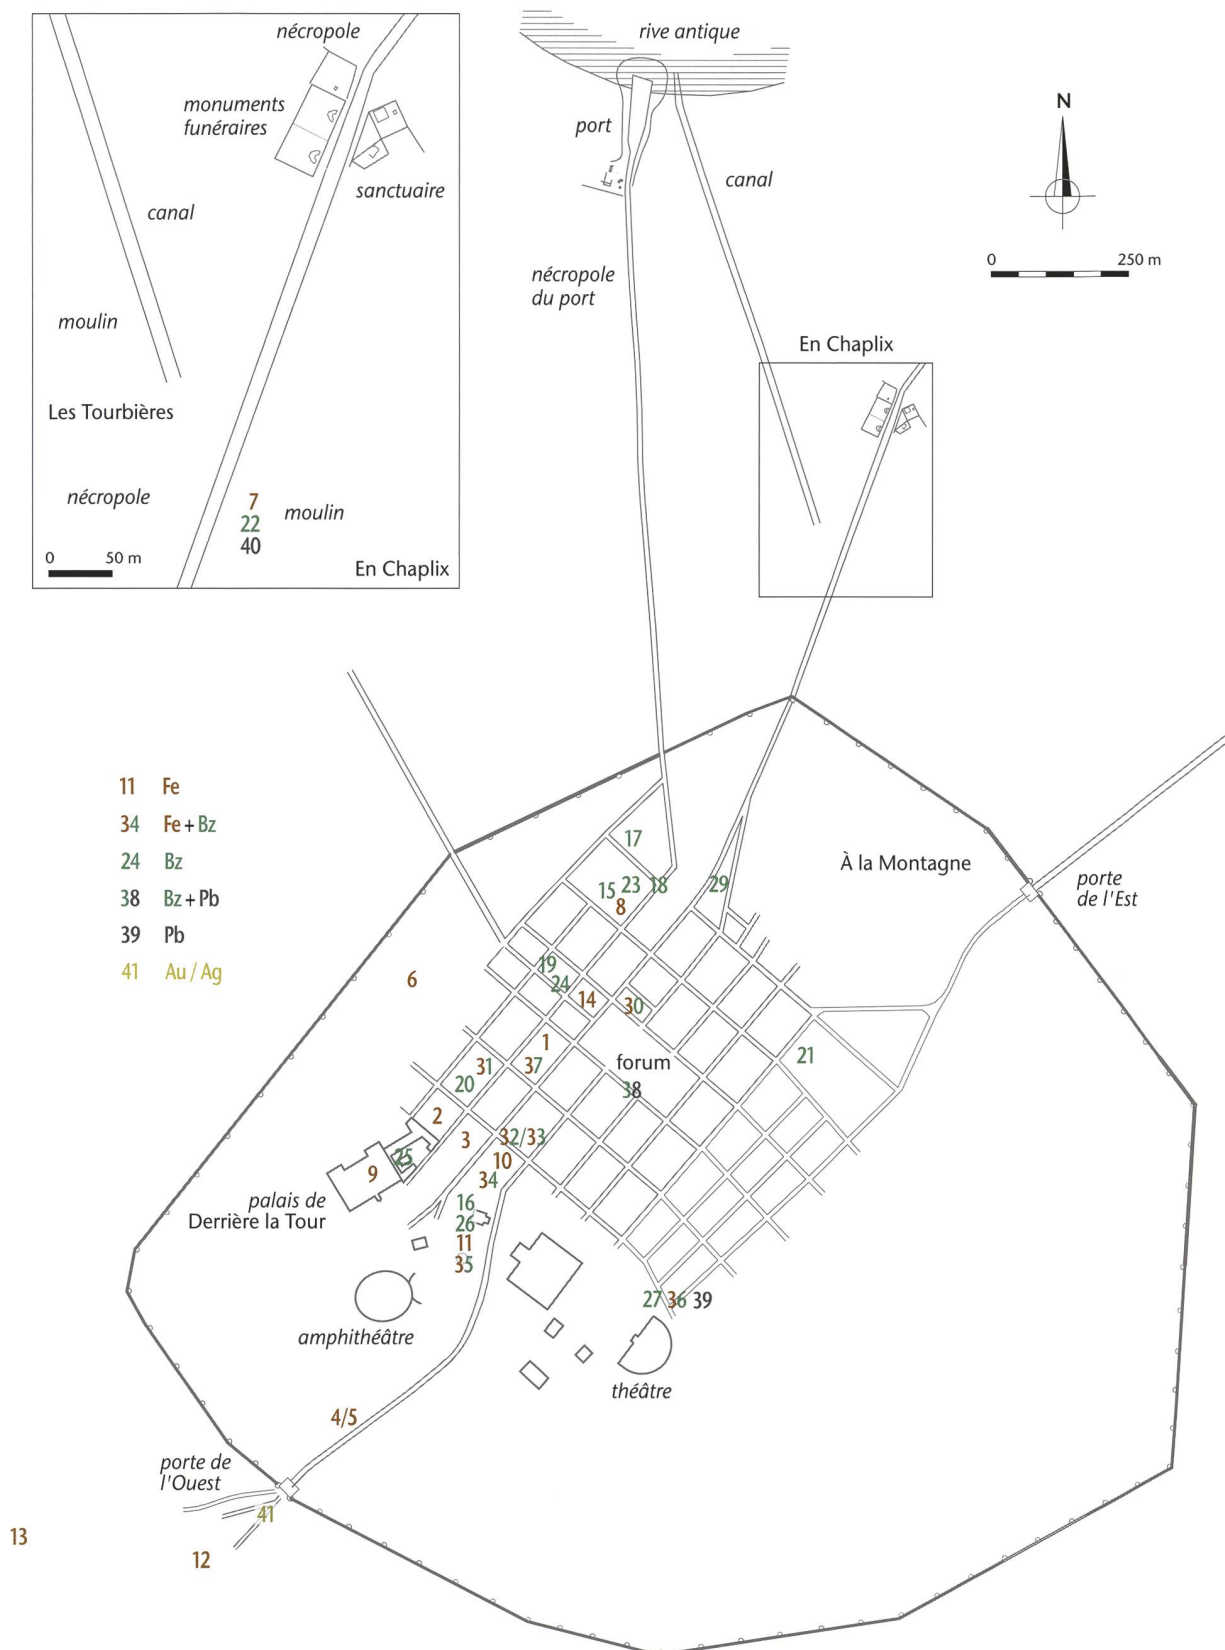 nécropole
monuments
funéraires
sanctuaire
canal
moulin
Les Tourbières
nécropole
7
22
40
moulin
0 50 m
En Chaplix
rive antique
port
canal
nécropole
du port
N
0 250 m
En Chaplix
11 Fe
34 Fe + Bz
24 Bz
38 Bz + Pb
39 Pb
41 Au / Ag
À la Montagne
porte
de l'Est
17
15 23 18 29
8
19
24
6
14 30
1
31 37
forum
38
21
20
2
3 32/33
10
34
25
9
palais de
Derrière la Tour
16
26
11
35
amphithéâtre
27 36 39
théâtre
4/5
porte de
l'Ouest
41
13
12